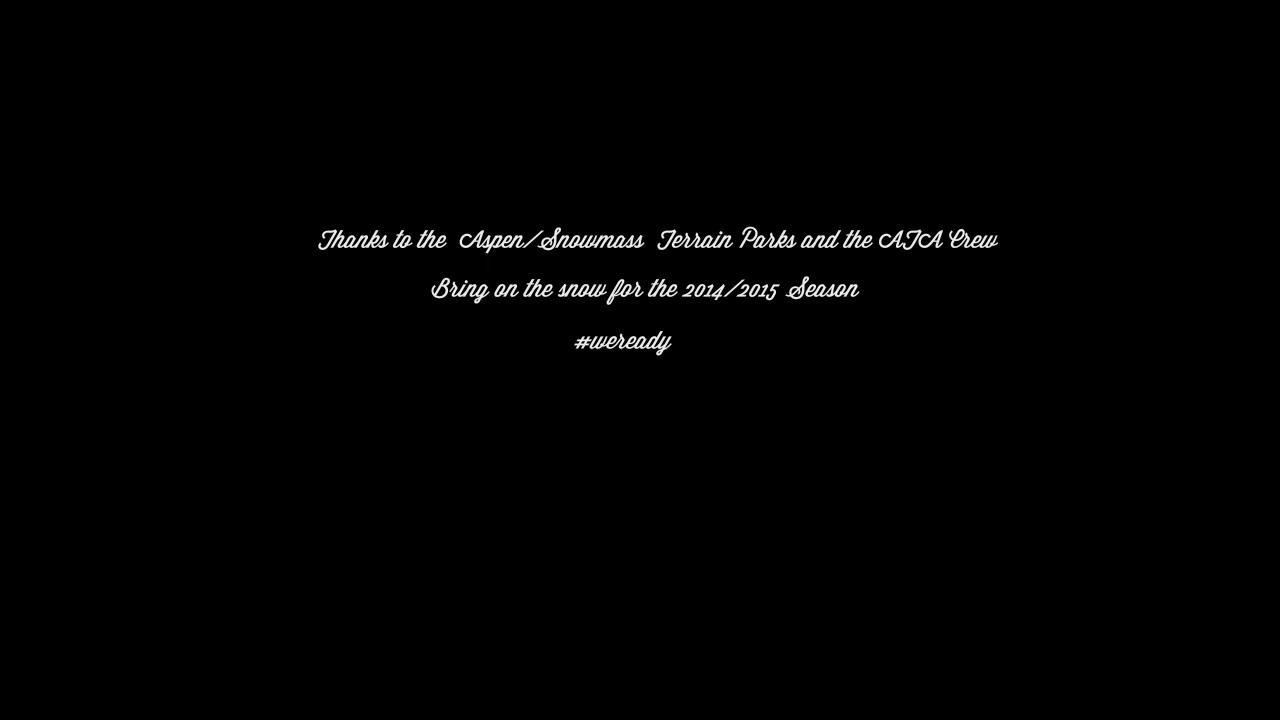 Thanks to the Aspen/Snowmass Terrain Parks and the ATA Crew
Bring on the snow for the 2014/2015 Season
#weready